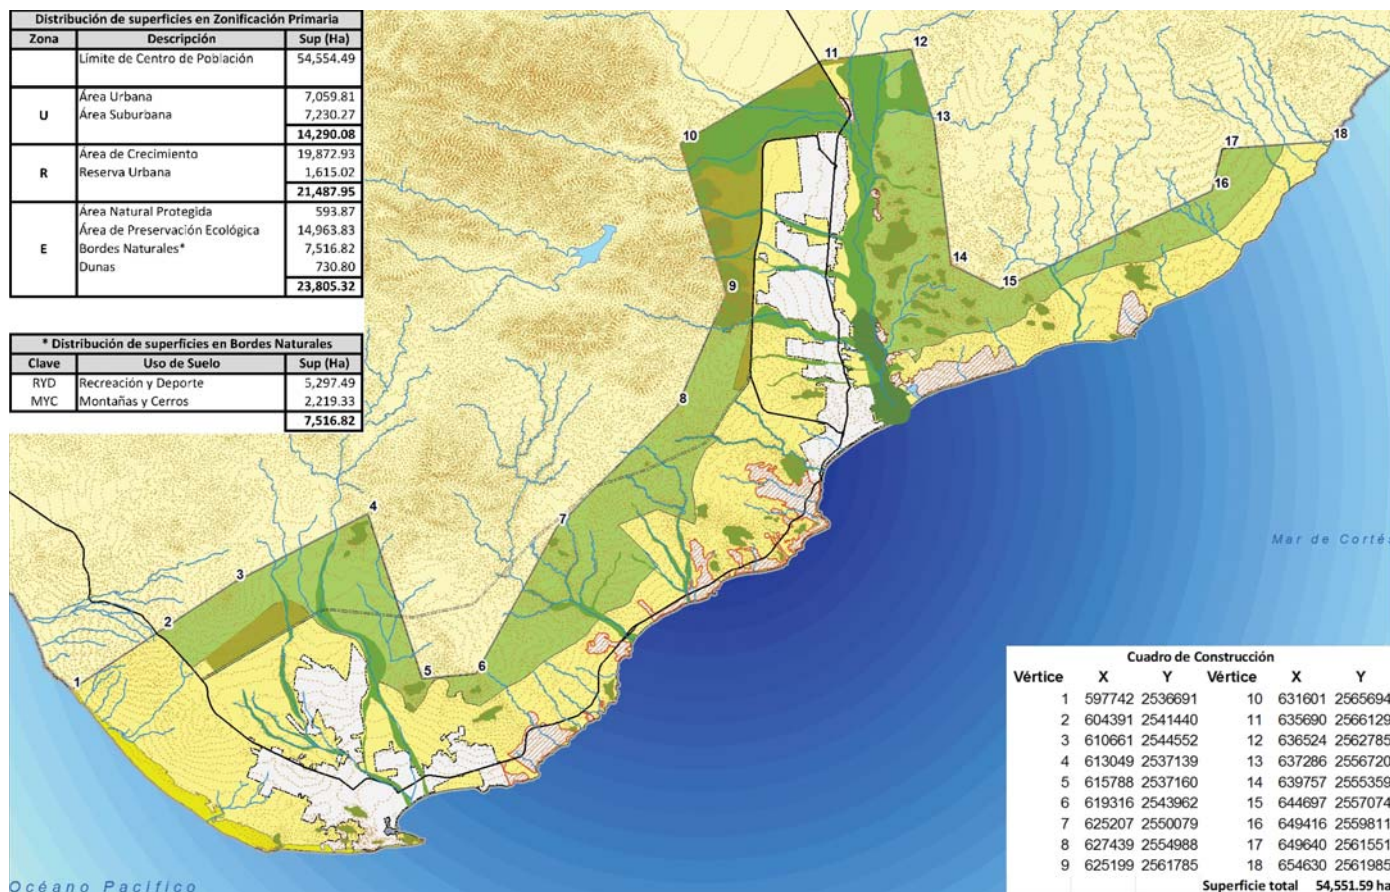 Distribución de superficies en Zonificación Primaria
Zona Descripción Sup (Ha)
Límite de Centro de Población 54,554.49
U
Área Urbana 7,059.81
Área Suburbana 7,230.27
14,290.08
R
Área de Crecimiento 19,872.93
Reserva Urbana 1,615.02
21,487.95
E
Área Natural Protegida 593.87
Área de Preservación Ecológica 14,963.83
Bordes Naturales* 7,516.82
Dunas 730.80
23,805.32
* Distribución de superficies en Bordes Naturales
Clave Uso de Suelo Sup (Ha)
RYD Recreación y Deporte 5,297.49
MYC Montañas y Cerros 2,219.33
7,516.82
12
11
13
10
17
18
16
14
15
9
8
4
7
3
2
5
6
1
Mar de Cortés
Océano Pacífico
Cuadro de Construcción
Vértice X Y Vértice X Y
1 597742 2536691 10 631601 2565694
2 604391 2541440 11 635690 2566129
3 610661 2544552 12 636524 2562785
4 613049 2537139 13 637286 2556720
5 615788 2537160 14 639757 2555359
6 619316 2543962 15 644697 2557074
7 625207 2550079 16 649416 2559811
8 627439 2554988 17 649640 2561551
9 625199 2561785 18 654630 2561985
Superficie total 54,551.59 ha